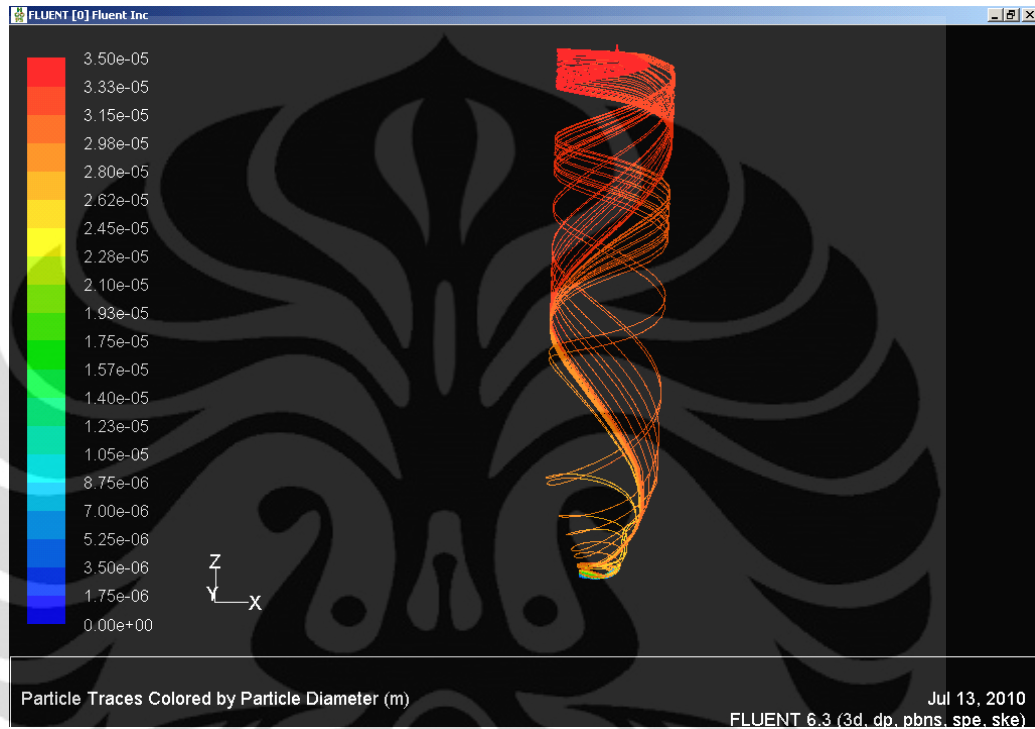 FLUENT [0] Fluent Inc
3.50e-05
3.33e-05
3.15e-05
2.98e-05
2.80e-05
2.62e-05
2.45e-05
2.28e-05
2.10e-05
1.93e-05
1.75e-05
1.57e-05
1.40e-05
1.23e-05
1.05e-05
8.75e-06
7.00e-06
5.25e-06
3.50e-06
1.75e-06
0.00e+00
Z
Y
X
Particle Traces Colored by Particle Diameter (m)
Jul 13, 2010
FLUENT 6.3 (3d, dp, pbns, spe, ske)